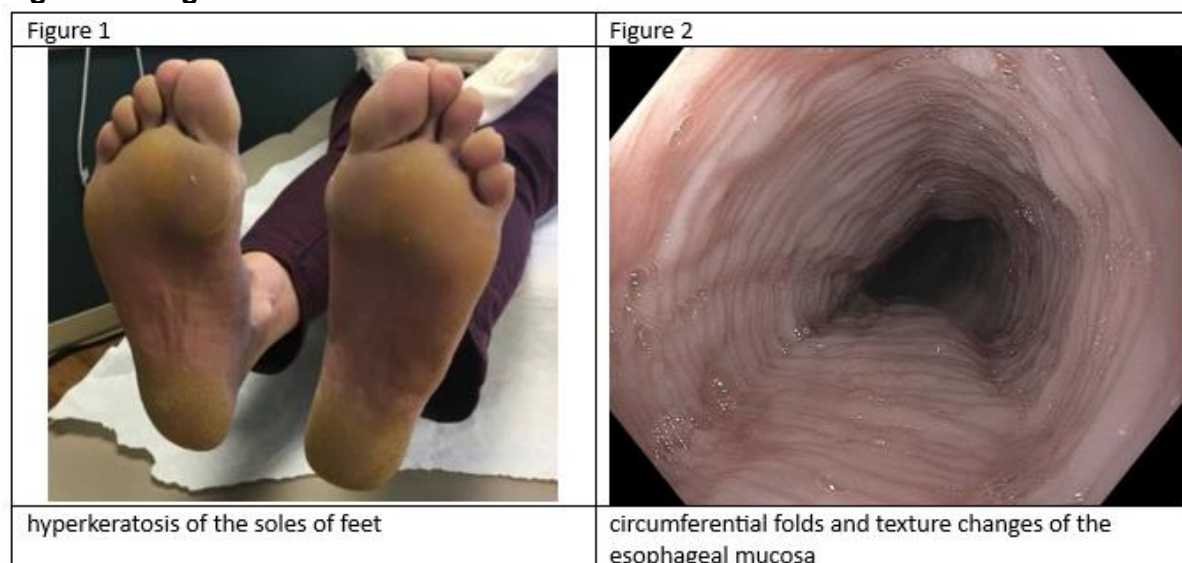 Figure 1
Figure 2
hyperkeratosis of the soles of feet
circumferential folds and texture changes of the
esophageal mucosa